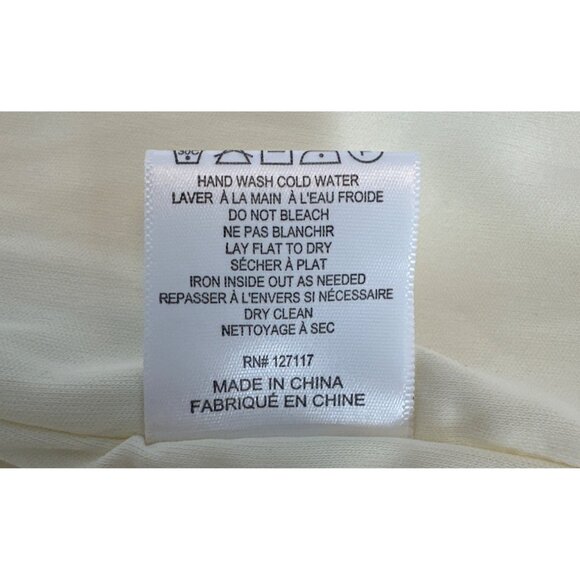 HAND WASH COLD WATER
LAVER À LA MAIN À L'EAU FROIDE
DO NOT BLEACH
NE PAS BLANCHIR
LAY FLAT TO DRY
SÉCHER À PLAT
IRON INSIDE OUT AS NEEDED
REPASSER À L'ENVERS SI NÉCESSAIRE
DRY CLEAN
NETTOYAGE À SEC
RN# 127117
MADE IN CHINA
FABRIQUÉ EN CHINE